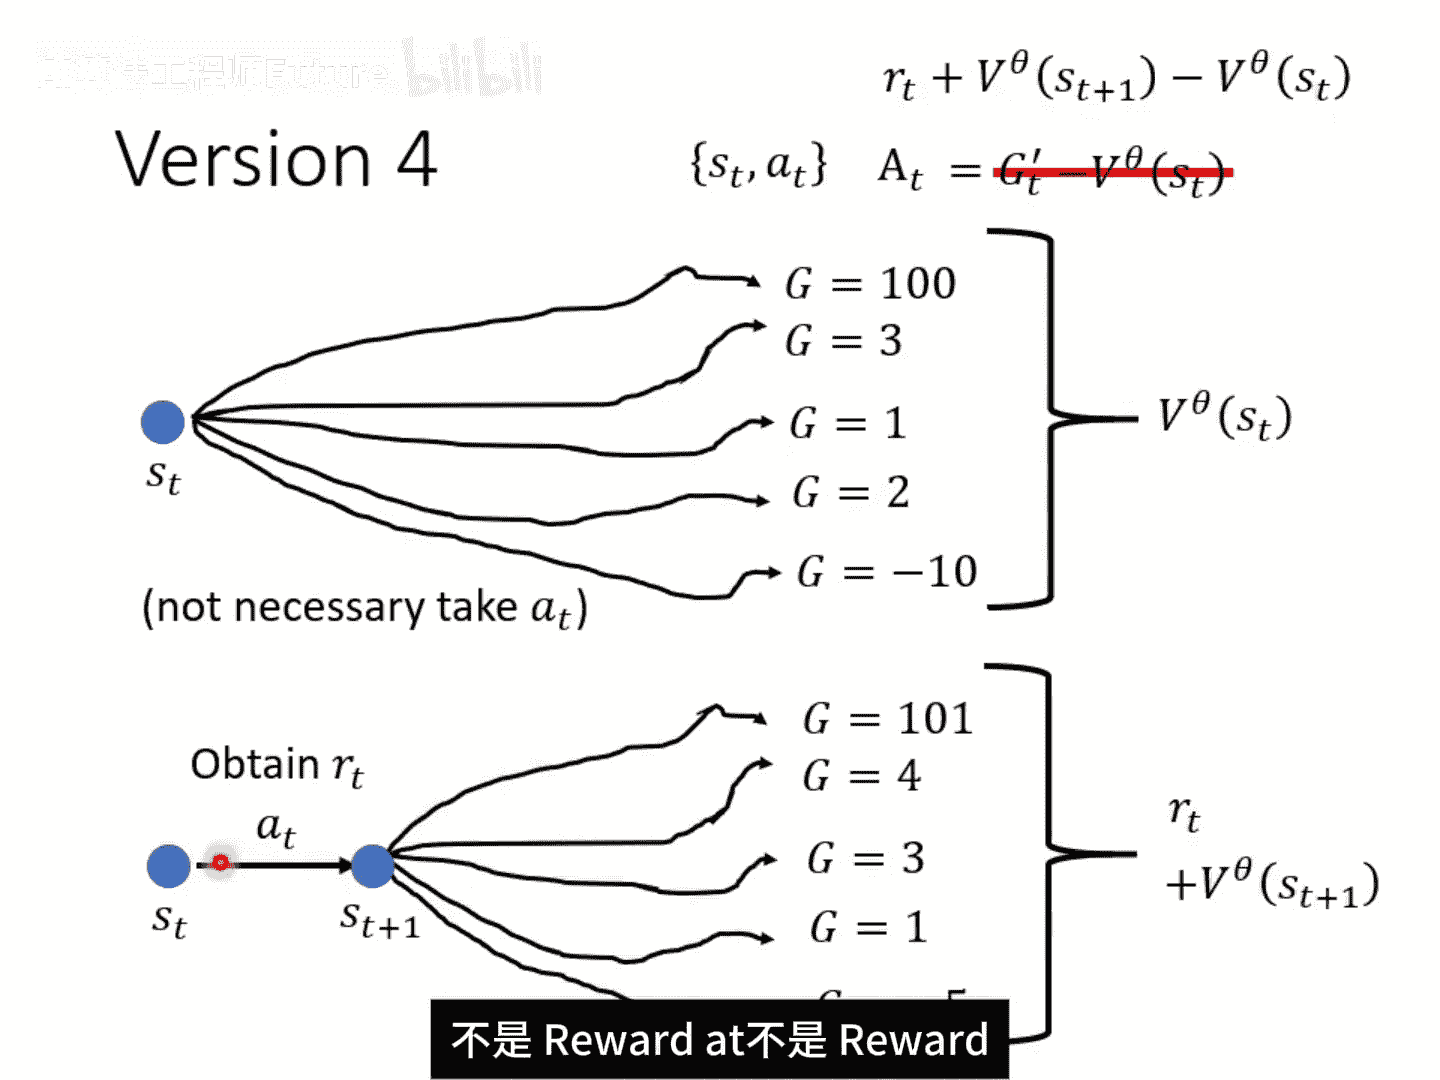 bilibili
r_t + V^θ(s_{t+1}) − V^θ(s_t)
Version 4
{s_t, a_t} A_t = G'_t − V^θ(s_t)
G = 100
G = 3
G = 1
G = 2
G = −10
V^θ(s_t)
s_t
(not necessary take a_t)
Obtain r_t
a_t
s_t
s_{t+1}
G = 101
G = 4
G = 3
G = 1
r_t
+V^θ(s_{t+1})
不是 Reward at不是 Reward